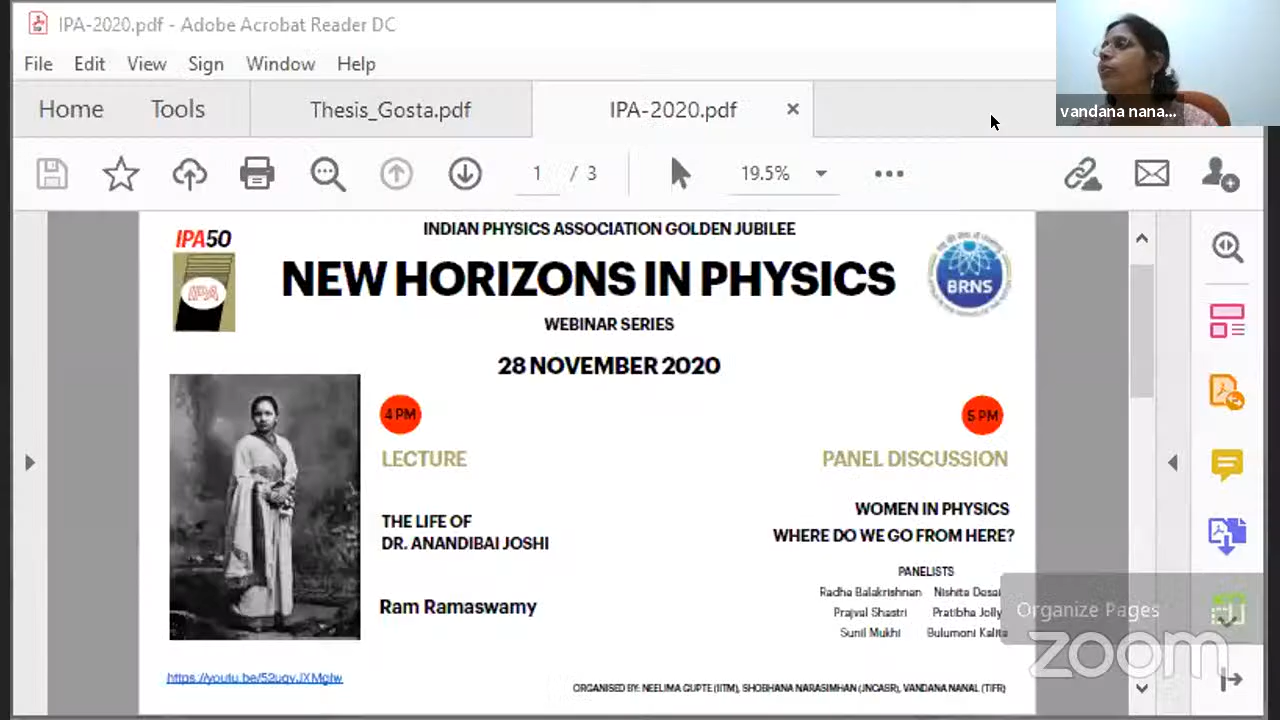 IPA-2020.pdf - Adobe Acrobat Reader DC
File Edit View Sign Window Help
vandana nana...
Home Tools Thesis_Gosta.pdf IPA-2020.pdf
1 / 3 19.5%
INDIAN PHYSICS ASSOCIATION GOLDEN JUBILEE
IPA50
IPA
NEW HORIZONS IN PHYSICS
BRNS
WEBINAR SERIES
28 NOVEMBER 2020
4 PM
LECTURE
THE LIFE OF
DR. ANANDIBAI JOSHI
Ram Ramaswamy
5 PM
PANEL DISCUSSION
WOMEN IN PHYSICS
WHERE DO WE GO FROM HERE?
PANELISTS
Radha Balakrishnan Nishita Desai
Prajval Shastri Pratibha Jolly
Sunil Mukhi Bulumoni Kalita
Organize Pages
zoom
ORGANISED BY: NEELIMA GUPTE (IITM), SHOBHANA NARASIMHAN (JNCASR), VANDANA NANAL (TIFR)